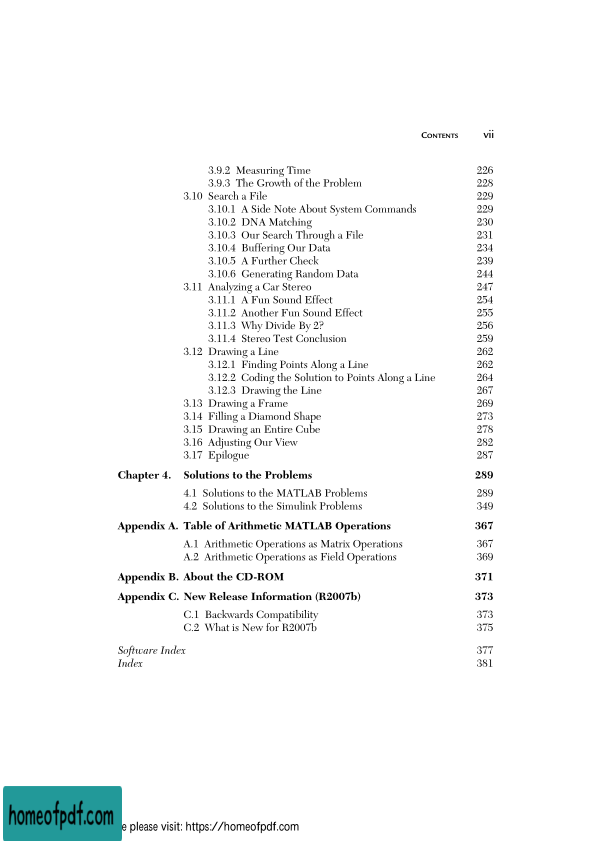 CONTENTS vii
3.9.2 Measuring Time 226
3.9.3 The Growth of the Problem 228
3.10 Search a File 229
3.10.1 A Side Note About System Commands 229
3.10.2 DNA Matching 230
3.10.3 Our Search Through a File 231
3.10.4 Buffering Our Data 234
3.10.5 A Further Check 239
3.10.6 Generating Random Data 244
3.11 Analyzing a Car Stereo 247
3.11.1 A Fun Sound Effect 254
3.11.2 Another Fun Sound Effect 255
3.11.3 Why Divide By 2? 256
3.11.4 Stereo Test Conclusion 259
3.12 Drawing a Line 262
3.12.1 Finding Points Along a Line 262
3.12.2 Coding the Solution to Points Along a Line 264
3.12.3 Drawing the Line 267
3.13 Drawing a Frame 269
3.14 Filling a Diamond Shape 273
3.15 Drawing an Entire Cube 278
3.16 Adjusting Our View 282
3.17 Epilogue 287
Chapter 4. Solutions to the Problems 289
4.1 Solutions to the MATLAB Problems 289
4.2 Solutions to the Simulink Problems 349
Appendix A. Table of Arithmetic MATLAB Operations 367
A.1 Arithmetic Operations as Matrix Operations 367
A.2 Arithmetic Operations as Field Operations 369
Appendix B. About the CD-ROM 371
Appendix C. New Release Information (R2007b) 373
C.1 Backwards Compatibility 373
C.2 What is New for R2007b 375
Software Index 377
Index 381
homeofpdf.com
e please visit: https://homeofpdf.com